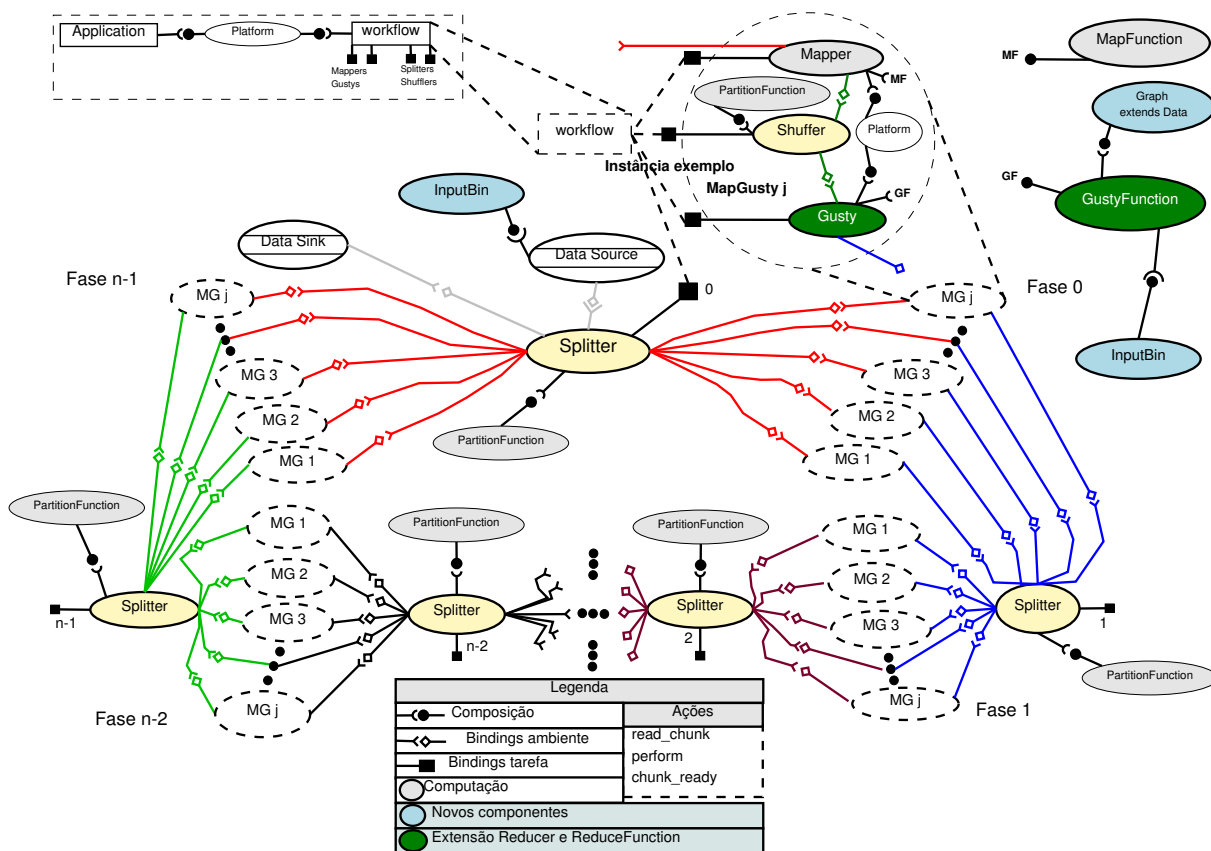 Application
Platform
workflow
Mappers
Gustys
Splitters
Shufflers
Mapper
MF
PartitionFunction
Shuffer
Platform
workflow
Instância exemplo
MapGusty j
GF
Gusty
MF
MapFunction
Graph
extends Data
GF
GustyFunction
InputBin
InputBin
Data Sink
Data Source
Fase n-1
Fase 0
0
MG j
MG 3
MG 2
MG 1
Splitter
PartitionFunction
MG j
MG 3
MG 2
MG 1
PartitionFunction
Splitter
n-1
MG 1
MG 2
MG 3
MG j
Fase n-2
PartitionFunction
Splitter
n-2
PartitionFunction
Splitter
2
MG 1
MG 2
MG 3
MG j
Splitter
1
PartitionFunction
Fase 1
Legenda
Composição
Bindings ambiente
Bindings tarefa
Computação
Novos componentes
Extensão Reducer e ReduceFunction
Ações
read_chunk
perform
chunk_ready